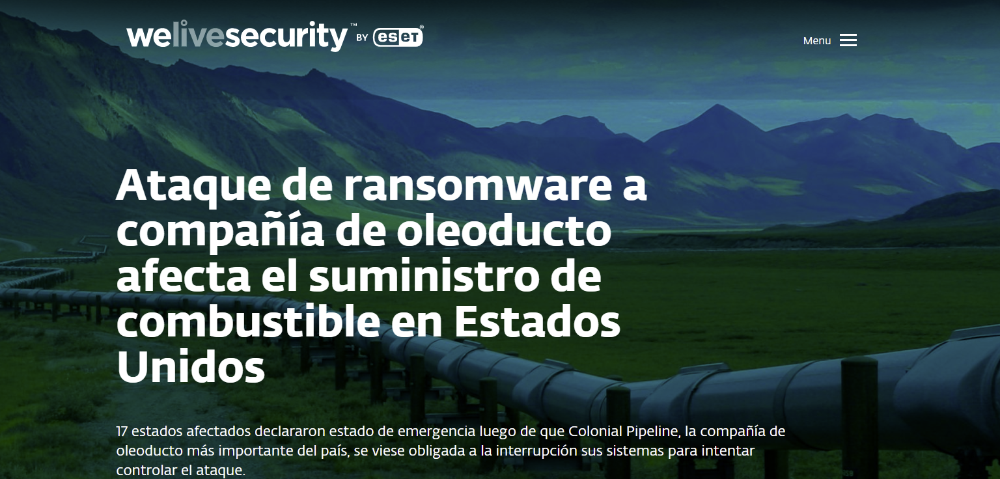 welivesecurity™ BY eseT®
Menu
Ataque de ransomware a
compañía de oleoducto
afecta el suministro de
combustible en Estados
Unidos
17 estados afectados declararon estado de emergencia luego de que Colonial Pipeline, la compañía de
oleoducto más importante del país, se viese obligada a la interrupción sus sistemas para intentar
controlar el ataque.